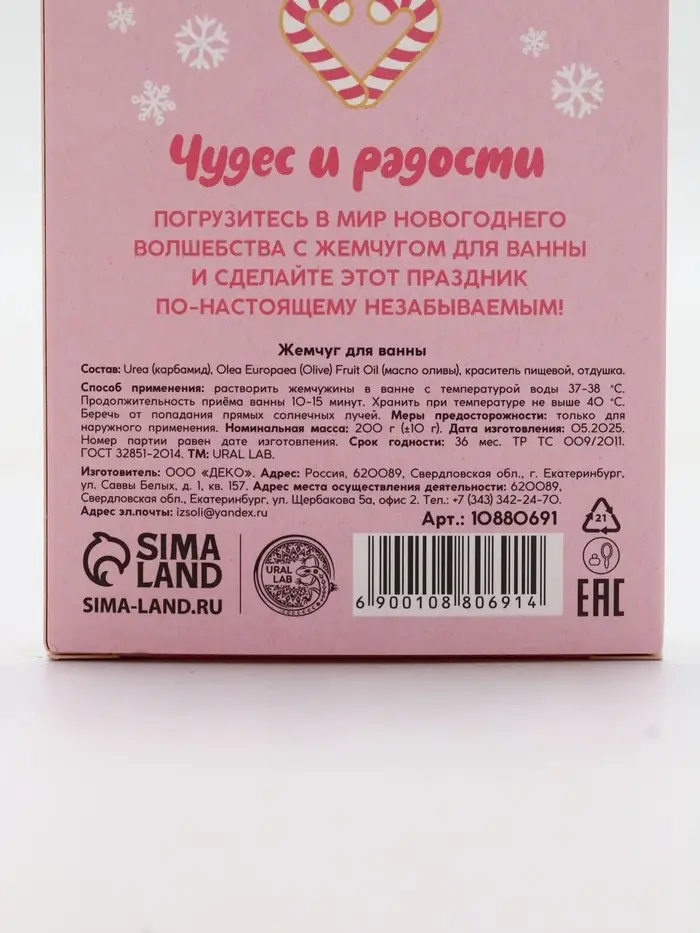 Чудес и радости
ПОГРУЗИТЕСЬ В МИР НОВОГОДНЕГО
ВОЛШЕБСТВА С ЖЕМЧУГОМ ДЛЯ ВАННЫ
И СДЕЛАЙТЕ ЭТОТ ПРАЗДНИК
ПО-НАСТОЯЩЕМУ НЕЗАБЫВАЕМЫМ!
Жемчуг для ванны
Состав: Urea (карбамид), Olea Europaea (Olive) Fruit Oil (масло оливы), краситель пищевой, отдушка.
Способ применения: растворить жемчужины в ванне с температурой воды 37-38 °С.
Продолжительность приёма ванны 10-15 минут. Хранить при температуре не выше 40 °С.
Беречь от попадания прямых солнечных лучей. Меры предосторожности: только для
наружного применения. Номинальная масса: 200 г (±10 г). Дата изготовления: 05.2025.
Номер партии равен дате изготовления. Срок годности: 36 мес. ТР ТС 009/2011.
ГОСТ 32851-2014. ТМ: URAL LAB.
Изготовитель: ООО «ДЕКО». Адрес: Россия, 620089, Свердловская обл., г. Екатеринбург,
ул. Саввы Белых, д. 1, кв. 157. Адрес места осуществления деятельности: 620089,
Свердловская обл., Екатеринбург, ул. Щербакова 5а, офис 2. Тел.: +7 (343) 342-24-70.
Адрес эл.почты: izsoli@yandex.ru
Арт.: 10880691
21
SIMA
LAND
SIMA-LAND.RU
URAL
LAB
6 900108 806914
EAC